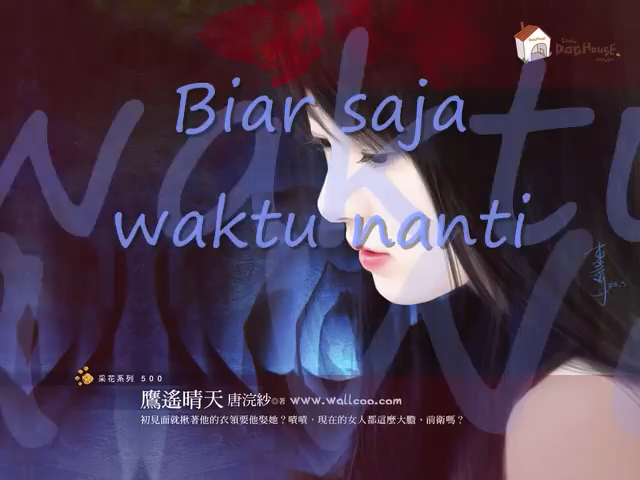 DOGHOUSE
Biar saja
waktu nanti
采花系列 500
鷹遙晴天 唐浣紗◎著 www.wallcoo.com
初見面就揪著他的衣領要他娶她？嘖嘖，現在的女人都這麼大膽、前衛嗎？